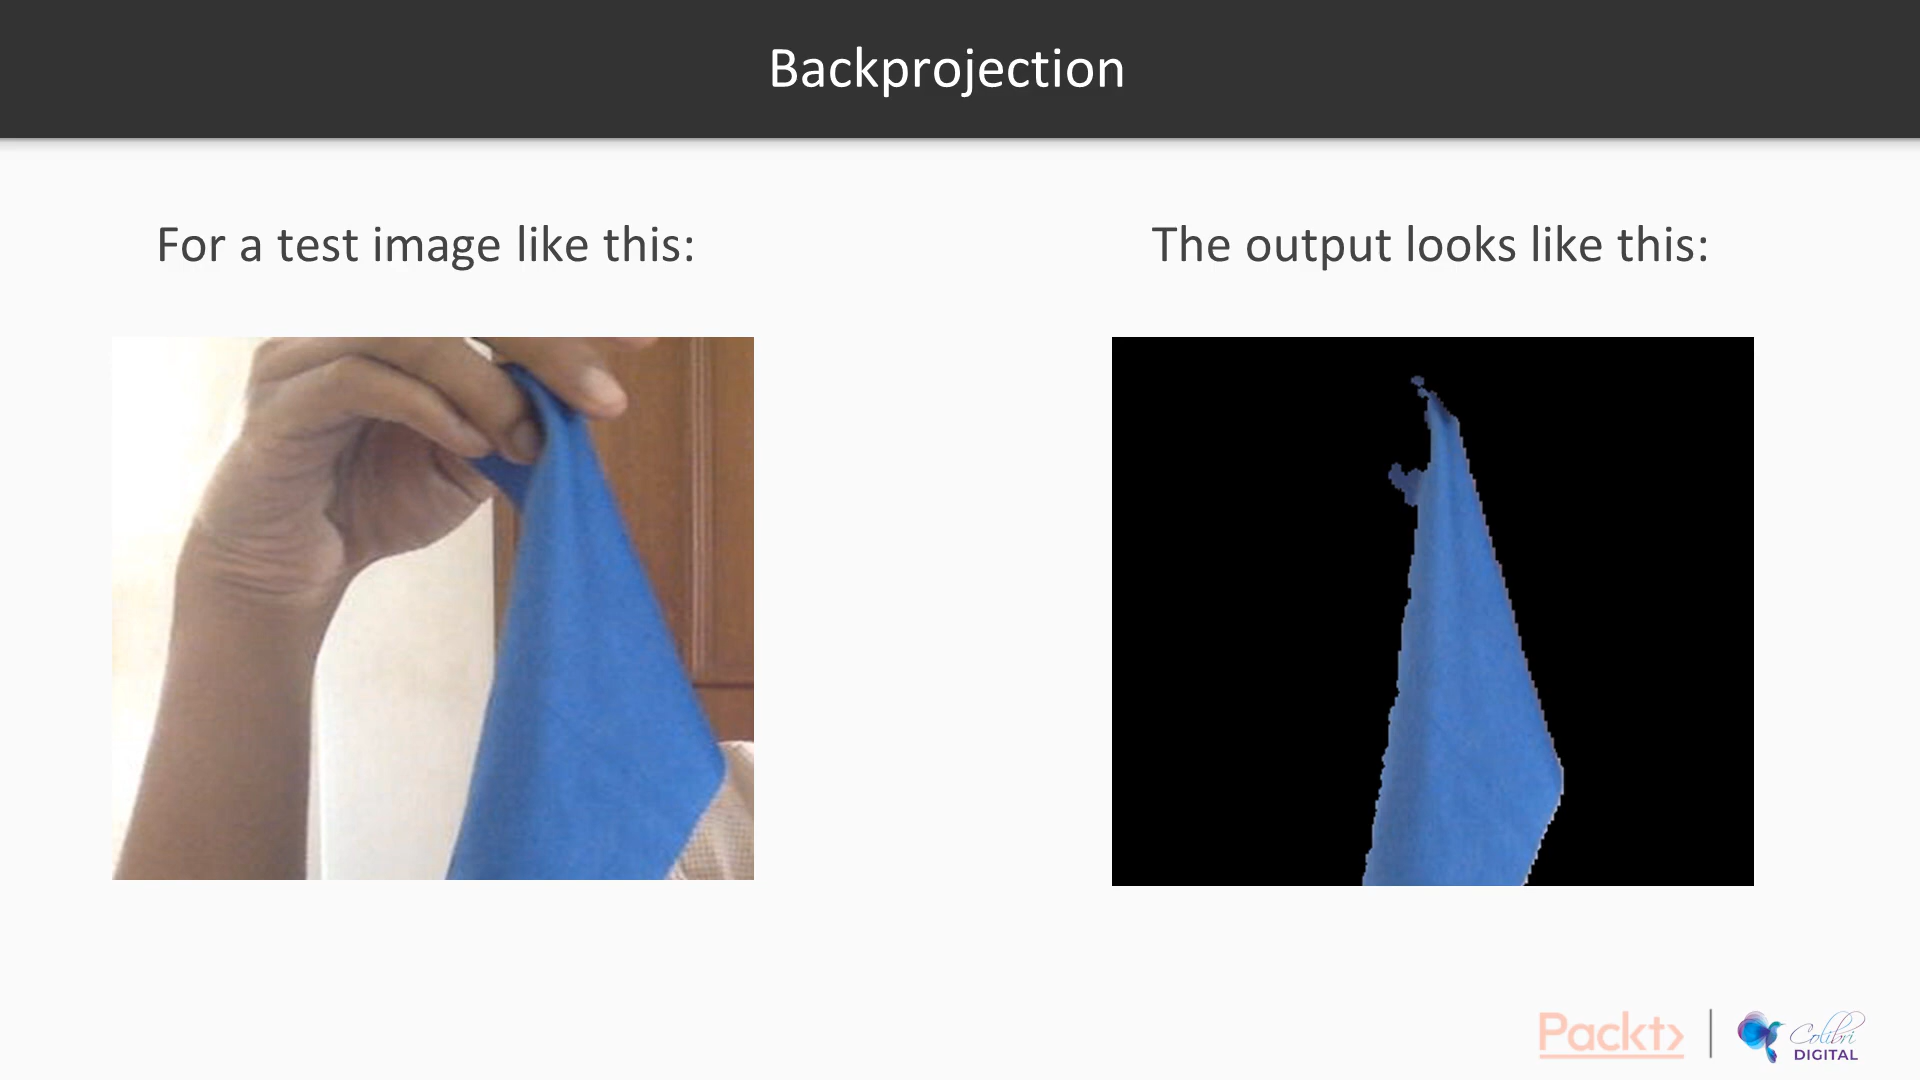 Backprojection
For a test image like this:
The output looks like this:
Packt>
Colibri
DIGITAL